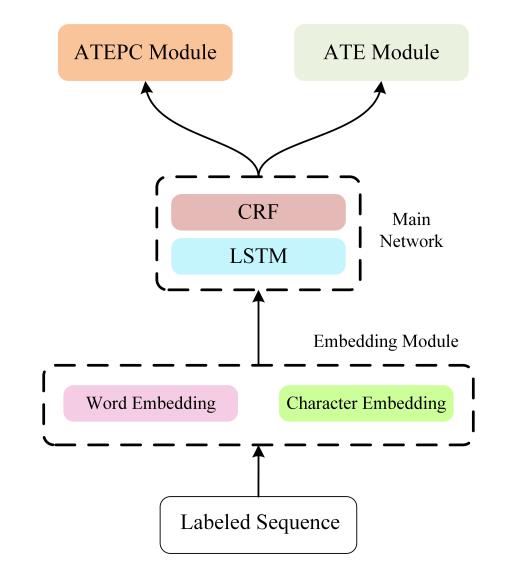 ATEPC Module
ATE Module
CRF
LSTM
Main
Network
Embedding Module
Word Embedding
Character Embedding
Labeled Sequence